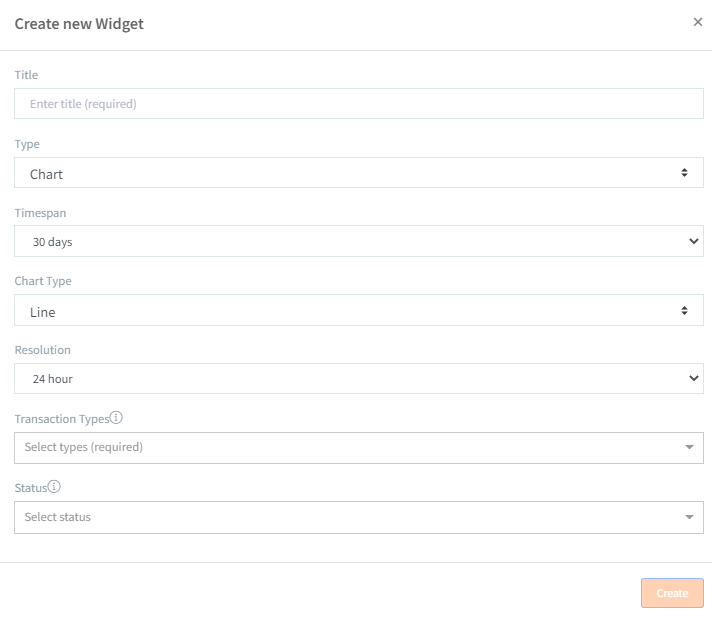 Create new Widget
×
Title
Enter title (required)
Type
Chart
Timespan
30 days
Chart Type
Line
Resolution
24 hour
Transaction Types
Select types (required)
Status
Select status
Create